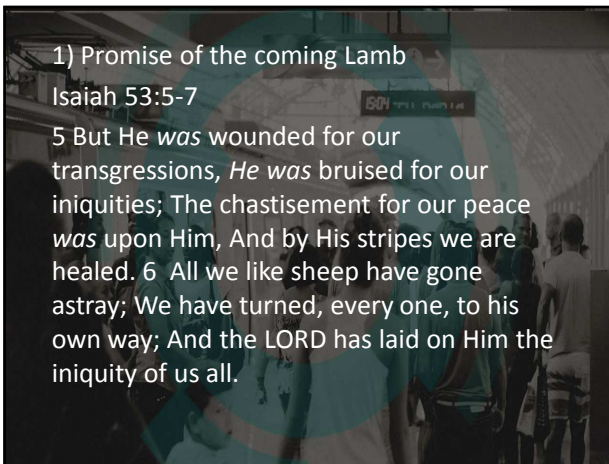 1) Promise of the coming Lamb
Isaiah 53:5-7
5 But He was wounded for our
transgressions, He was bruised for our
iniquities; The chastisement for our peace
was upon Him, And by His stripes we are
healed. 6  All we like sheep have gone
astray; We have turned, every one, to his
own way; And the LORD has laid on Him the
iniquity of us all.